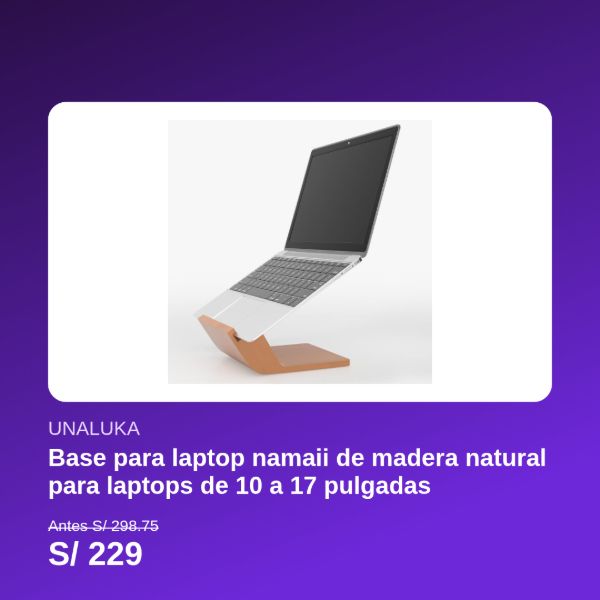 UNALUKA
Base para laptop namaii de madera natural
para laptops de 10 a 17 pulgadas
Antes S/ 298.75
S/ 229